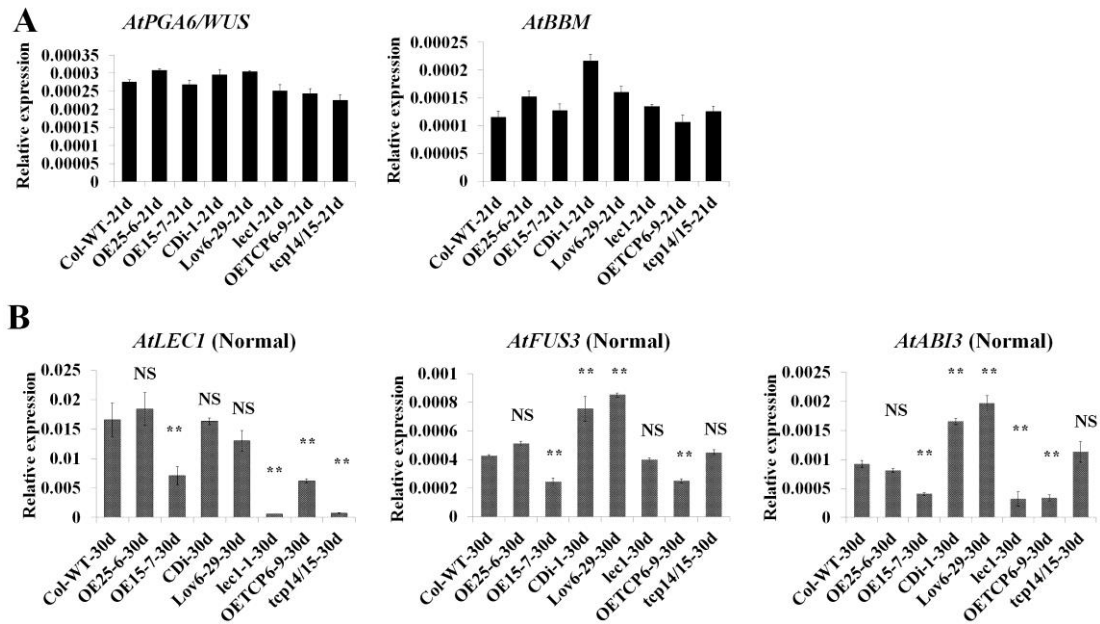 A
AtPGA6/WUS
Relative expression
0.00035
0.0003
0.00025
0.0002
0.00015
0.0001
0.00005
0
Col-WT-21d
OE25-6-21d
OE15-7-21d
CDi-1-21d
Lov6-29-21d
lec1-21d
OETCP6-9-21d
tcp14/15-21d
AtBBM
Relative expression
0.00025
0.0002
0.00015
0.0001
0.00005
0
Col-WT-21d
OE25-6-21d
OE15-7-21d
CDi-1-21d
Lov6-29-21d
lec1-21d
OETCP6-9-21d
tcp14/15-21d
B
AtLEC1 (Normal)
Relative expression
0.025
0.02
0.015
0.01
0.005
0
NS
**
NS
NS
**
**
**
Col-WT-30d
OE25-6-30d
OE15-7-30d
CDi-30d
Lov6-29-30d
lec1-1-30d
OETCP6-9-30d
tcp14/15-30d
AtFUS3 (Normal)
Relative expression
0.001
0.0008
0.0006
0.0004
0.0002
0
NS
**
**
**
NS
**
NS
Col-WT-30d
OE25-6-30d
OE15-7-30d
CDi-1-30d
Lov6-29-30d
lec1-30d
OETCP6-9-30d
tcp14/15-30d
AtABI3 (Normal)
Relative expression
0.0025
0.002
0.0015
0.001
0.0005
0
NS
**
**
**
**
**
NS
Col-WT-30d
OE25-6-30d
OE15-7-30d
CDi-1-30d
Lov6-29-30d
lec1-30d
OETCP6-9-30d
tcp14/15-30d